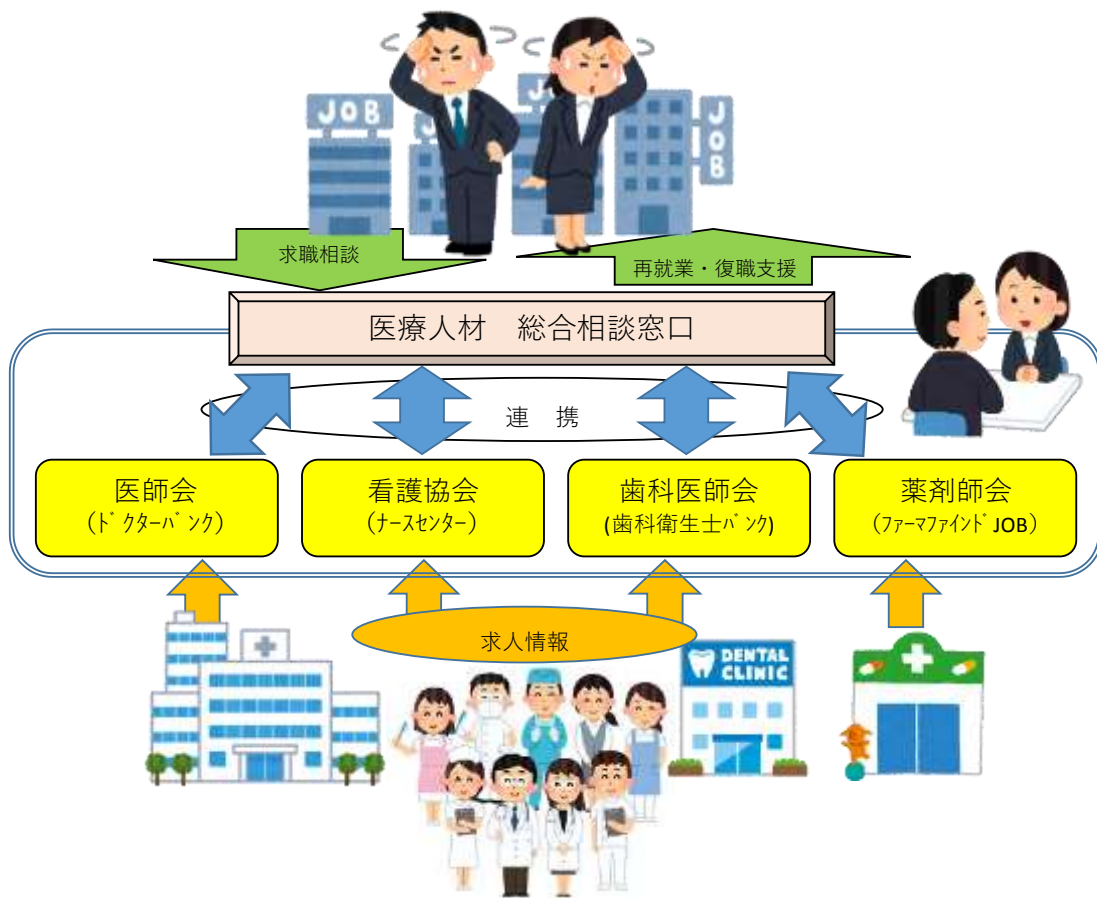 JOB
JOB
求職相談
再就業・復職支援
医療人材　総合相談窓口
連　携
医師会
（ﾄﾞｸﾀｰﾊﾞﾝｸ）
看護協会
（ﾅｰｽｾﾝﾀｰ）
歯科医師会
(歯科衛生士ﾊﾞﾝｸ)
薬剤師会
（ﾌｧｰﾏﾌｧｲﾝﾄﾞJOB）
求人情報
DENTAL
CLINIC